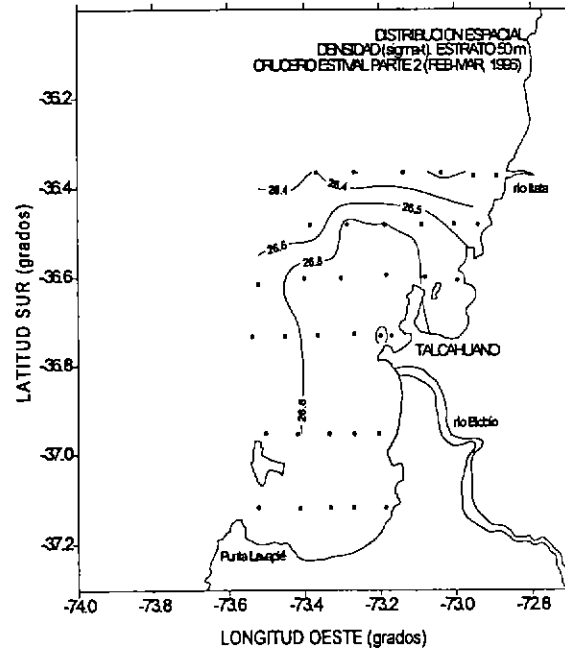 DISTRIBUCION ESPACIAL
DENSIDAD (sigma-t). ESTRATO 50 m
CRUCERO ESTIVAL PARTE 2 (FEB-MAR, 1996)
-36.2
-36.4
-36.6
-36.8
-37.0
-37.2
LATITUD SUR (grados)
26.4
26.4
26.5
26.6
26.6
26.6
río Itata
TALCAHUANO
río Biobío
Punta Lavapié
-74.0
-73.8
-73.6
-73.4
-73.2
-73.0
-72.8
LONGITUD OESTE (grados)